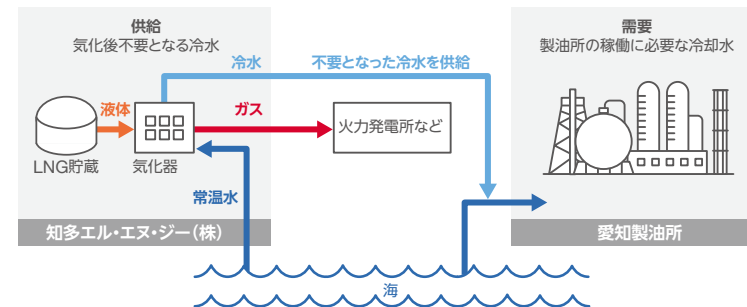 供給
気化後不要となる冷水
冷水
不要となった冷水を供給
需要
製油所の稼働に必要な冷却水
液体
ガス
火力発電所など
LNG貯蔵
気化器
常温水
知多エル・エヌ・ジー(株)
愛知製油所
海